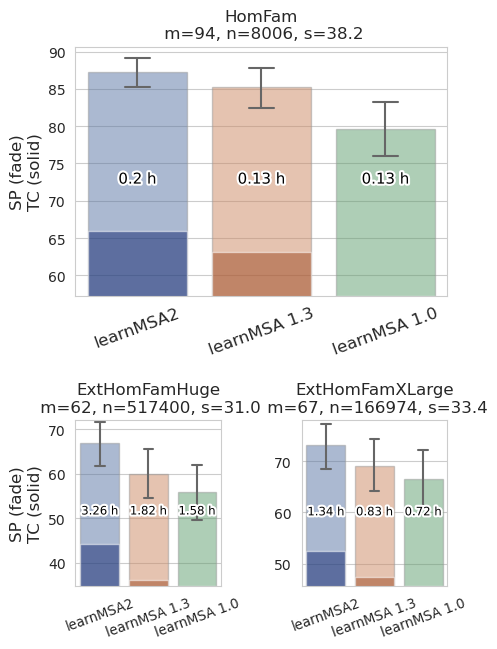 HomFam
m=94, n=8006, s=38.2
SP (fade)
TC (solid)
90
85
80
75
70
65
60
0.2 h
0.13 h
0.13 h
learnMSA2
learnMSA 1.3
learnMSA 1.0
ExtHomFamHuge
m=62, n=517400, s=31.0
SP (fade)
TC (solid)
70
60
50
40
3.26 h
1.82 h
1.58 h
learnMSA2
learnMSA 1.3
learnMSA 1.0
ExtHomFamXLarge
m=67, n=166974, s=33.4
70
60
50
1.34 h
0.83 h
0.72 h
learnMSA2
learnMSA 1.3
learnMSA 1.0